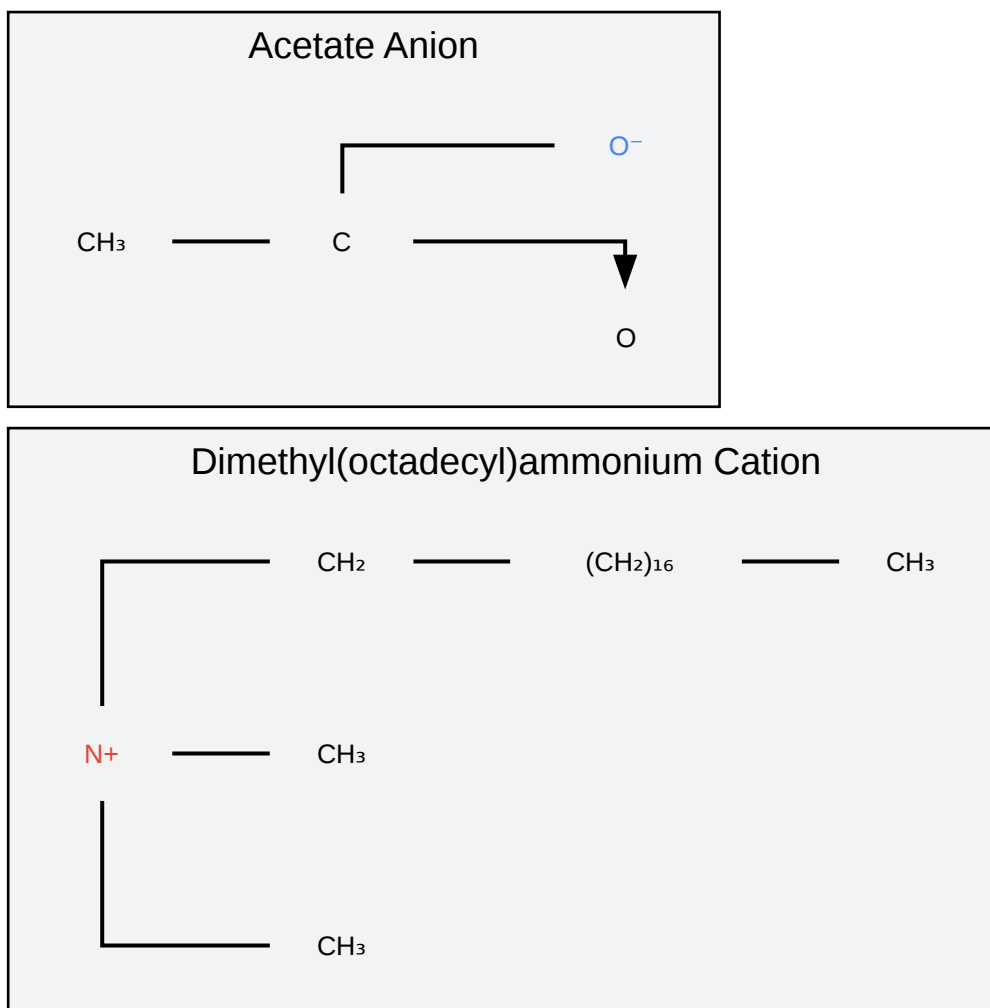 Acetate Anion
O⁻
CH₃ C
O
Dimethyl(octadecyl)ammonium Cation
CH₂ (CH₂)₁₆ CH₃
N+ CH₃
CH₃